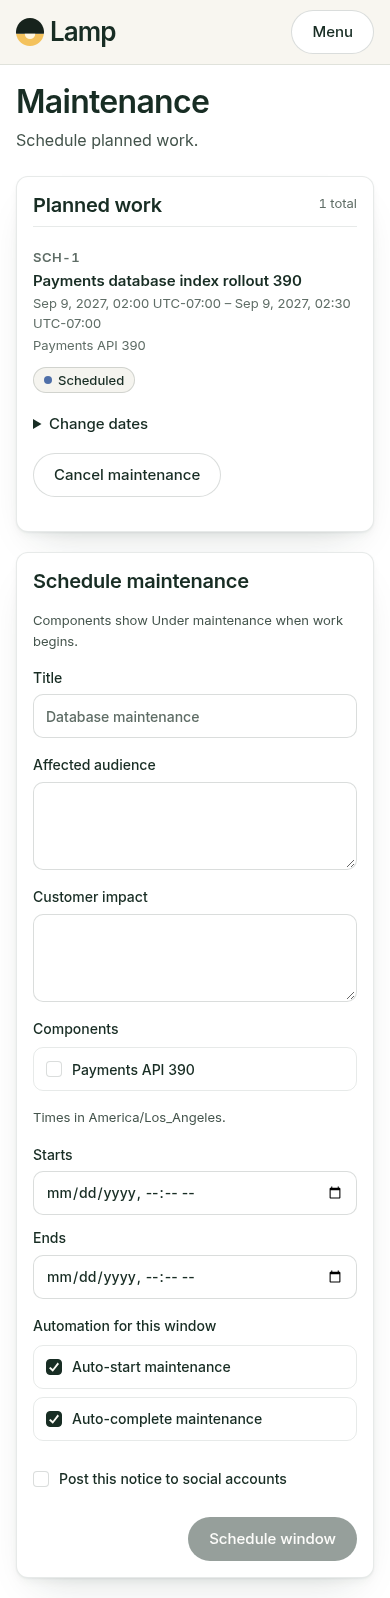 Lamp
Menu
Maintenance
Schedule planned work.
Planned work
1 total
SCH-1
Payments database index rollout 390
Sep 9, 2027, 02:00 UTC-07:00 – Sep 9, 2027, 02:30
UTC-07:00
Payments API 390
Scheduled
Change dates
Cancel maintenance
Schedule maintenance
Components show Under maintenance when work
begins.
Title
Database maintenance
Affected audience
Customer impact
Components
Payments API 390
Times in America/Los_Angeles.
Starts
mm/dd/yyyy, --:-- --
Ends
mm/dd/yyyy, --:-- --
Automation for this window
Auto-start maintenance
Auto-complete maintenance
Post this notice to social accounts
Schedule window